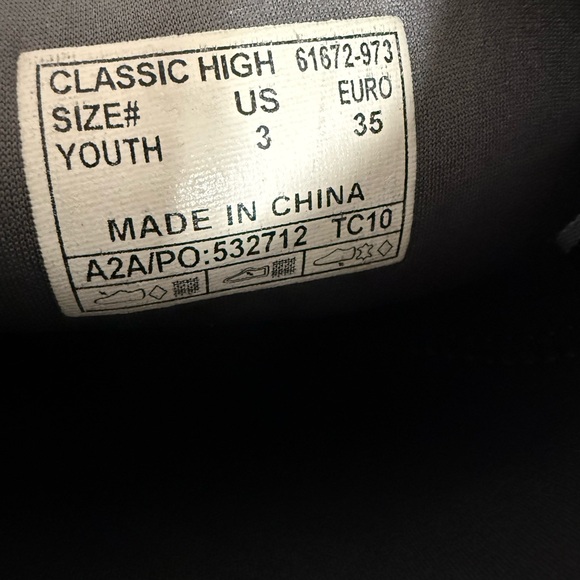 CLASSIC HIGH 61672-973
SIZE# US EURO
YOUTH 3 35
MADE IN CHINA
A2A/PO:532712 TC10